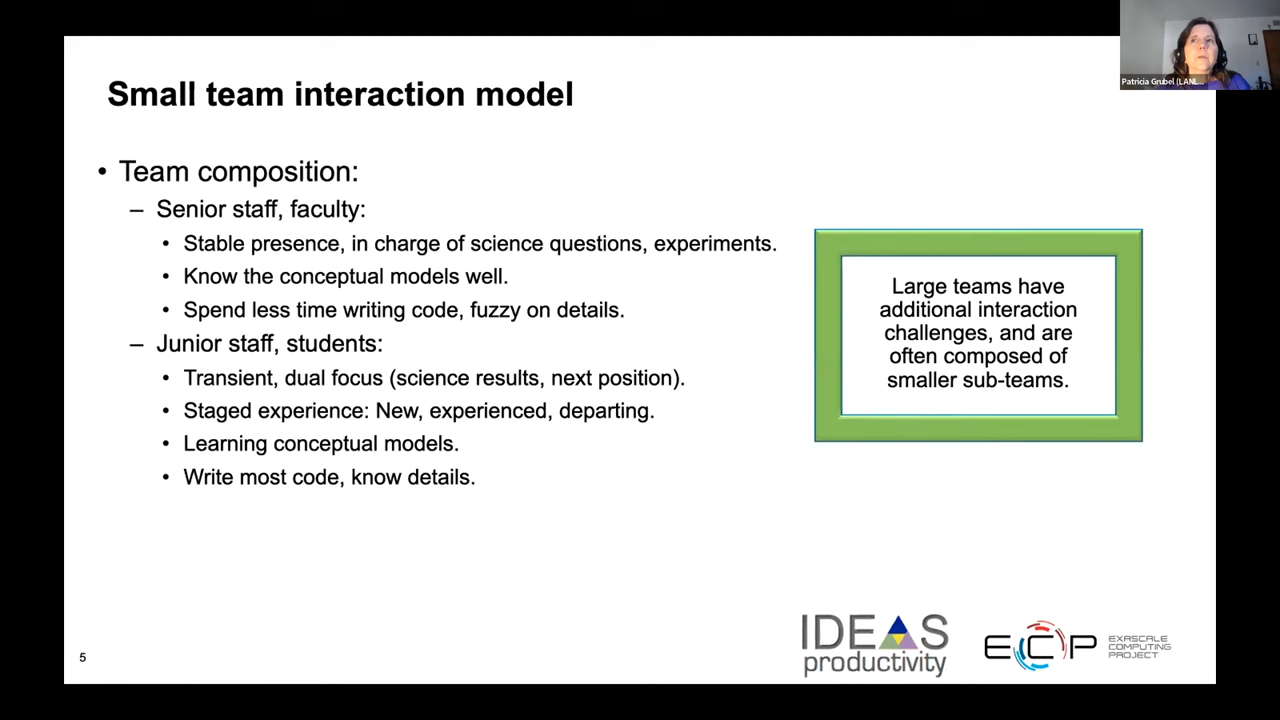 Patricia Grubel (LANL...
Small team interaction model
• Team composition:
– Senior staff, faculty:
• Stable presence, in charge of science questions, experiments.
• Know the conceptual models well.
• Spend less time writing code, fuzzy on details.
– Junior staff, students:
• Transient, dual focus (science results, next position).
• Staged experience: New, experienced, departing.
• Learning conceptual models.
• Write most code, know details.
Large teams have
additional interaction
challenges, and are
often composed of
smaller sub-teams.
5
IDEAS
productivity
ECP
EXASCALE
COMPUTING
PROJECT